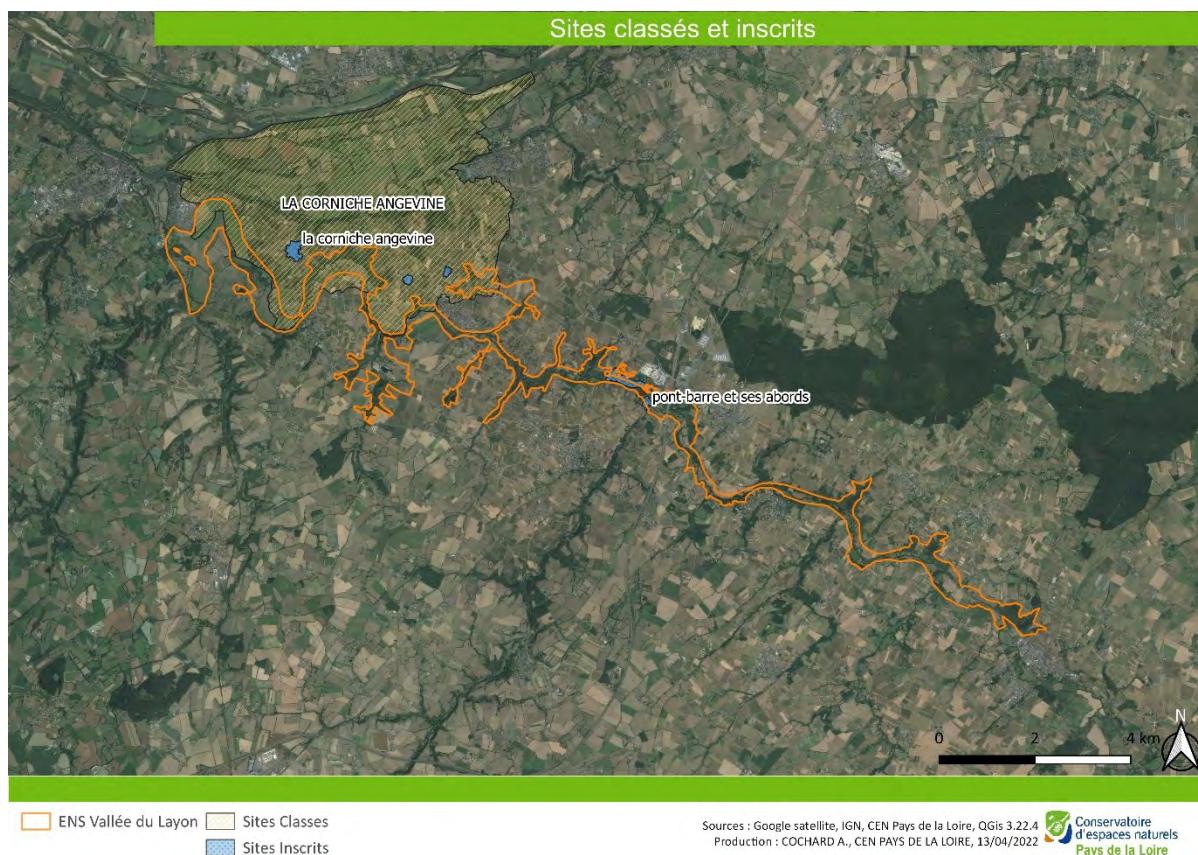 Sites classés et inscrits
LA CORNICHE ANGEVINE
la corniche angevine
pont-barre et ses abords
N
0 2 4 km
ENS Vallée du Layon
Sites Classes
Sites Inscrits
Sources : Google satellite, IGN, CEN Pays de la Loire, QGis 3.22.4
Production : COCHARD A., CEN PAYS DE LA LOIRE, 13/04/2022
Conservatoire
d'espaces naturels
Pays de la Loire